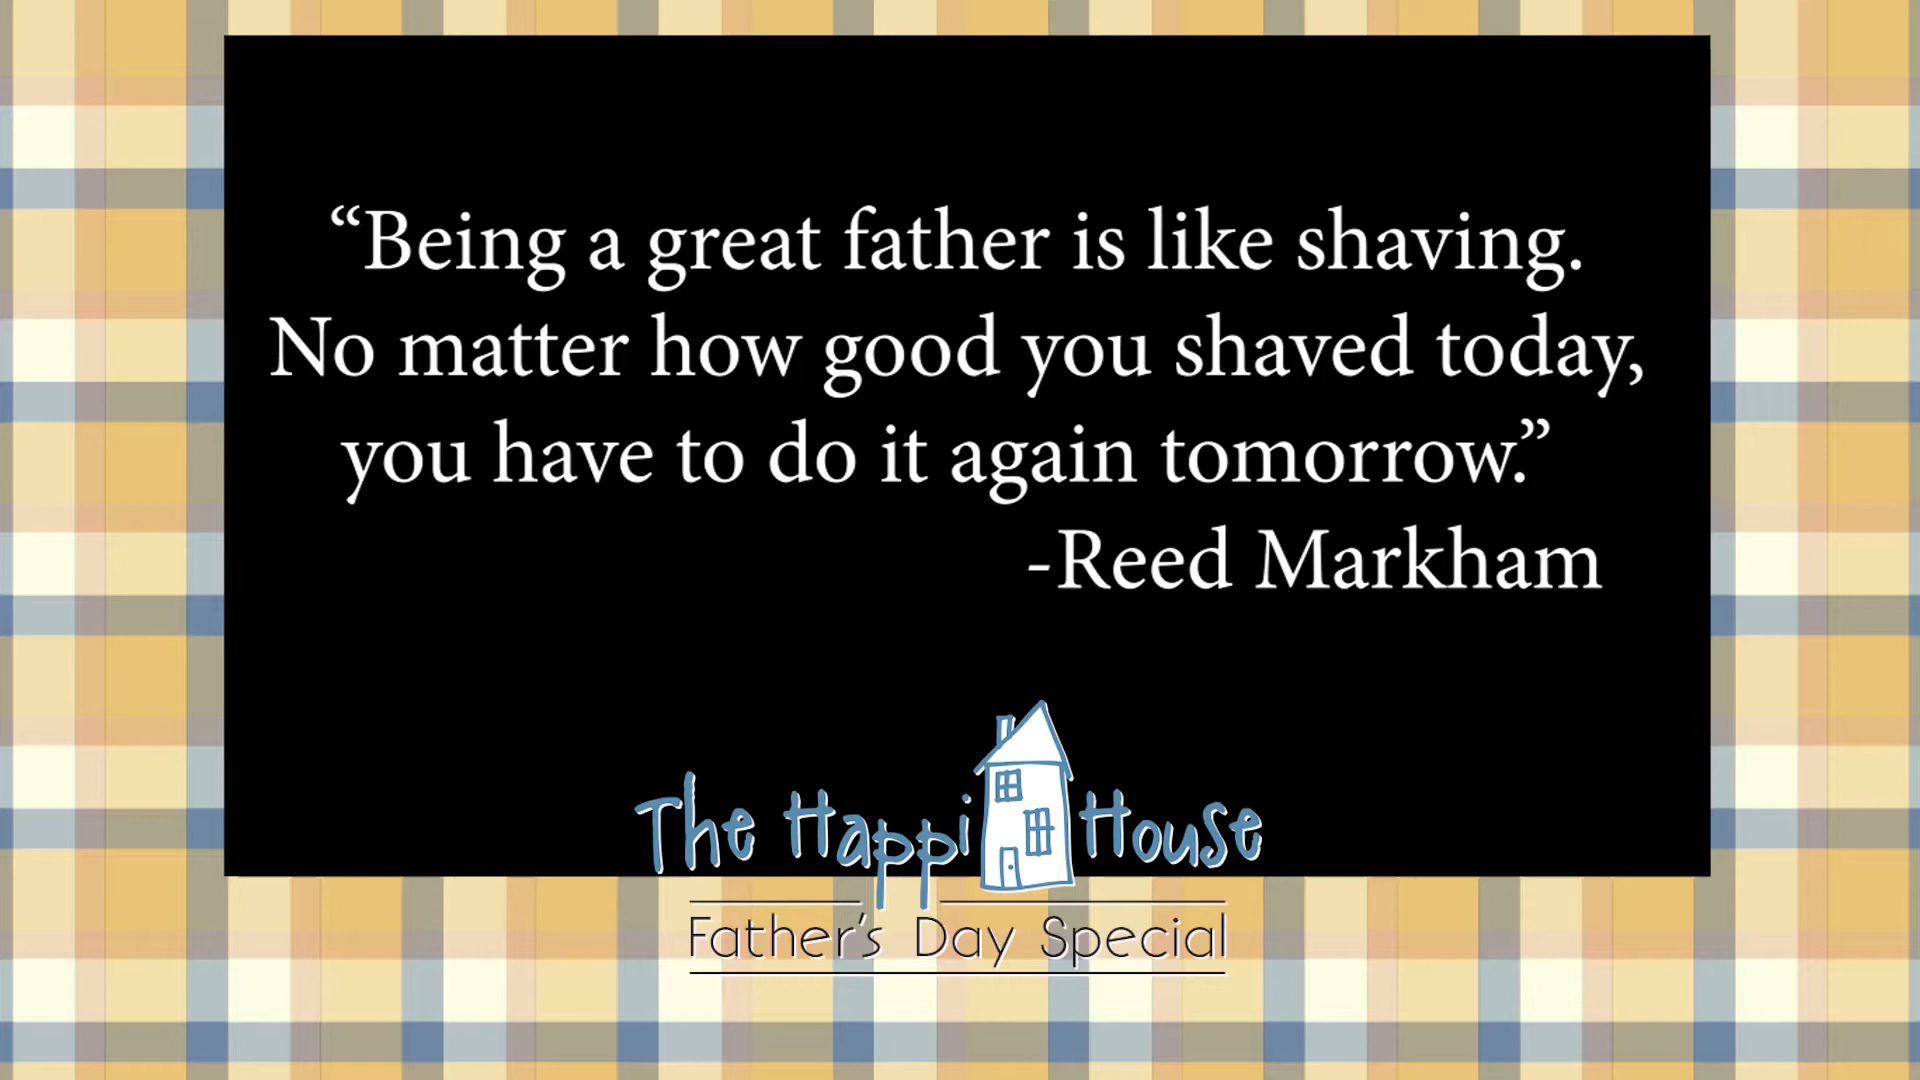 “Being a great father is like shaving.
No matter how good you shaved today,
you have to do it again tomorrow.”
-Reed Markham
The Happi House
Father's Day Special